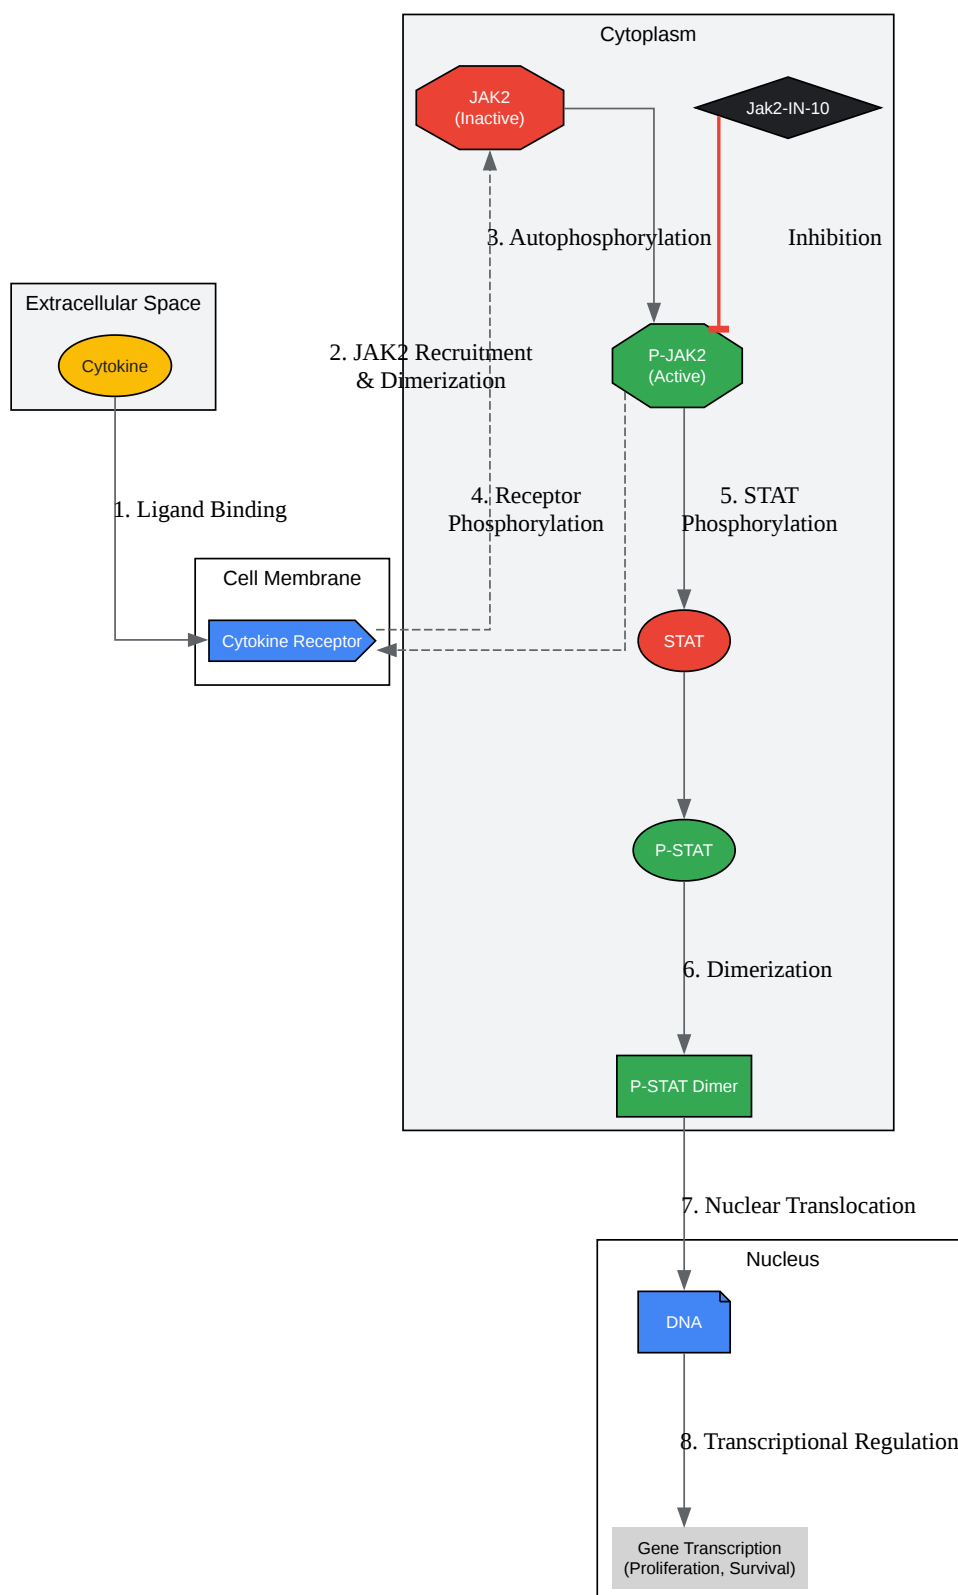 Cytoplasm
JAK2
(Inactive)
Jak2-IN-10
3. Autophosphorylation
Inhibition
Extracellular Space
Cytokine
2. JAK2 Recruitment
& Dimerization
P-JAK2
(Active)
1. Ligand Binding
4. Receptor
Phosphorylation
5. STAT
Phosphorylation
Cell Membrane
Cytokine Receptor
STAT
P-STAT
6. Dimerization
P-STAT Dimer
7. Nuclear Translocation
Nucleus
DNA
8. Transcriptional Regulation
Gene Transcription
(Proliferation, Survival)